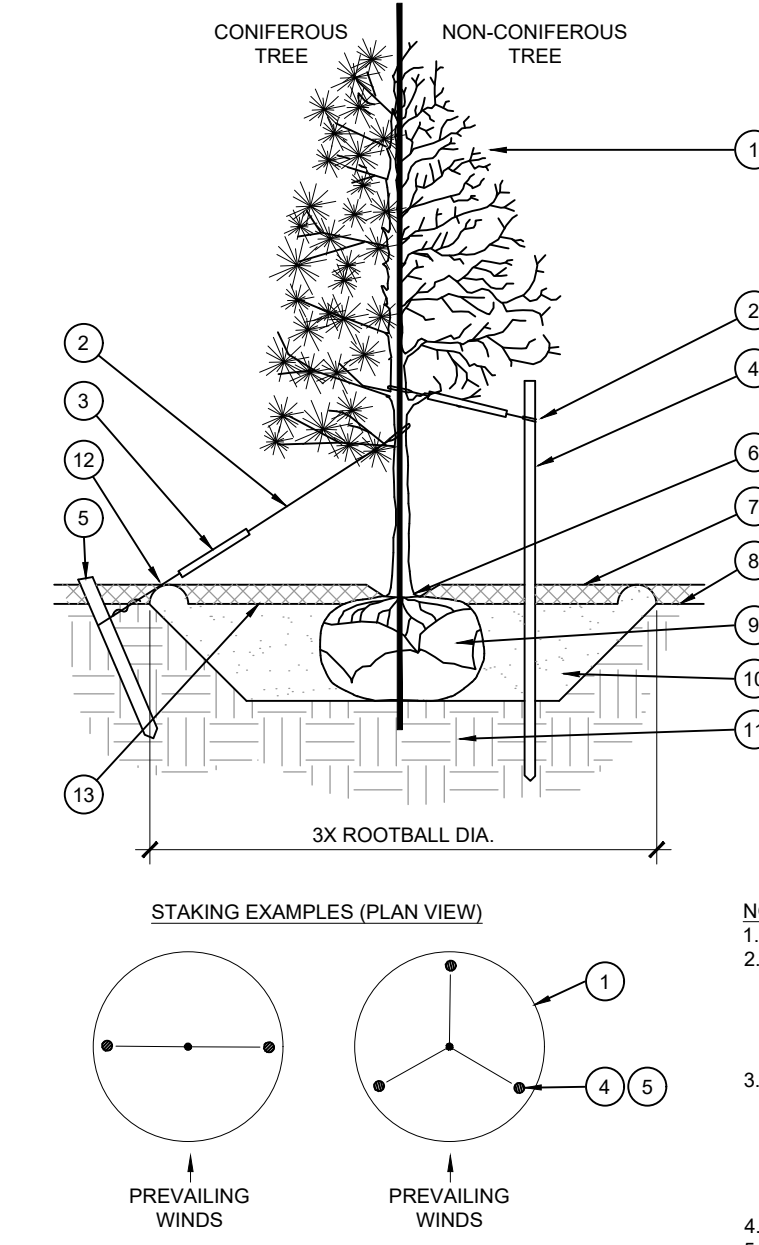 CONIFEROUS
TREE
NON-CONIFEROUS
TREE
1
2
4
2
3
12
5
6
7
8
9
10
11
13
3X ROOTBALL DIA.
STAKING EXAMPLES (PLAN VIEW)
1
4 5
PREVAILING
WINDS
PREVAILING
WINDS
1.
2.
3.
4.